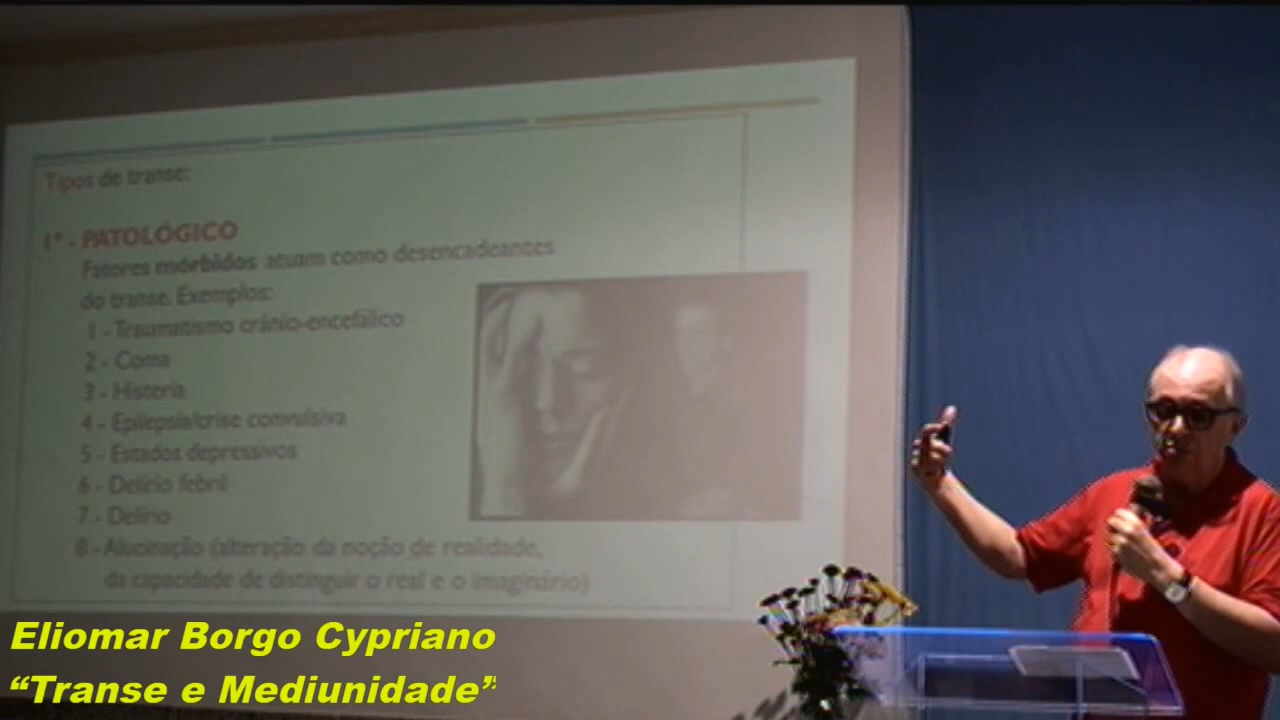 Tipos de transe:
1º - PATOLÓGICO
Fatores mórbidos atuam como desencadeantes
do transe. Exemplos:
1 - Traumatismo crânio-encefálico
2 - Coma
3 - Histeria
4 - Epilepsia/crise convulsiva
5 - Estados depressivos
6 - Delírio febril
7 - Delírio
8 - Alucinação (alteração da noção de realidade,
da capacidade de distinguir o real e o imaginário)
Eliomar Borgo Cypriano
“Transe e Mediunidade”